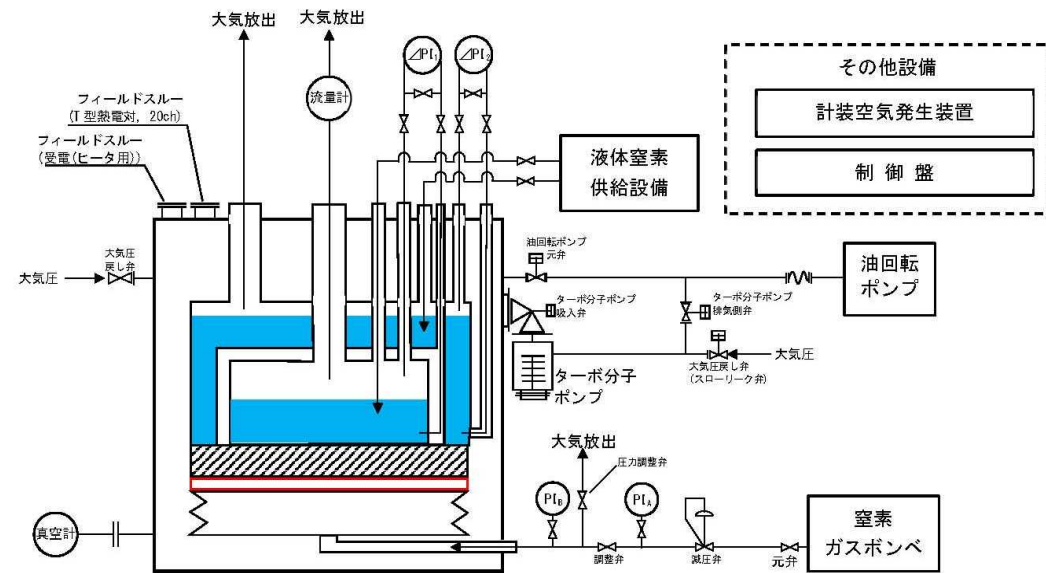 大気放出
大気放出
⊿PI₁
⊿PI₂
流量計
フィールドスルー
(T型熱電対, 20ch)
フィールドスルー
(受電(ヒータ用))
その他設備
計装空気発生装置
制御盤
液体窒素
供給設備
大気圧
大気圧
戻し弁
油回転ポンプ
元弁
油回転
ポンプ
ターボ分子ポンプ
吸入弁
ターボ分子ポンプ
排気側弁
大気圧
大気圧戻し弁
(スローリーク弁)
ターボ分子
ポンプ
大気放出
圧力調整弁
PI_B
PI_A
真空計
調整弁
減圧弁
元弁
窒素
ガスボンベ